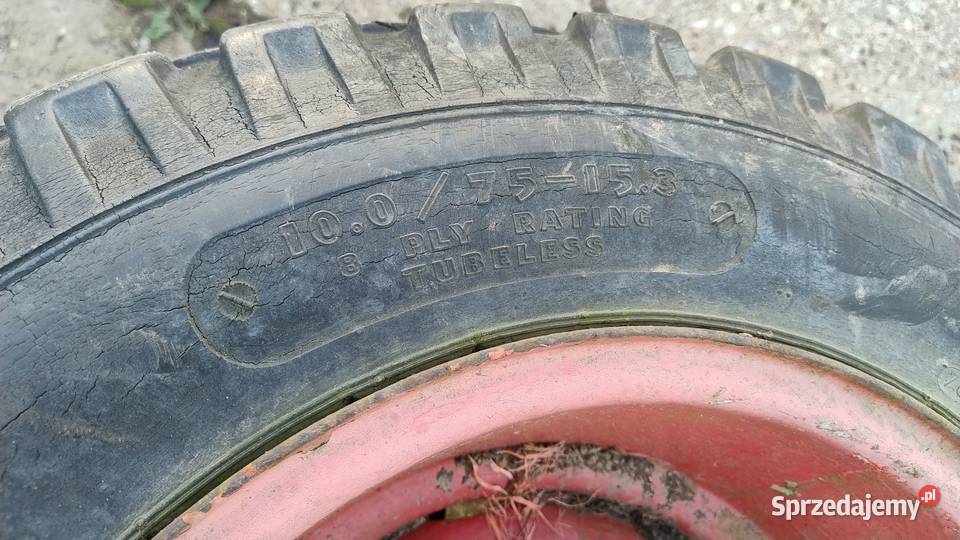 10.0/75-15.3
8 PLY RATING
TUBELESS
Sprzedajemy.pl